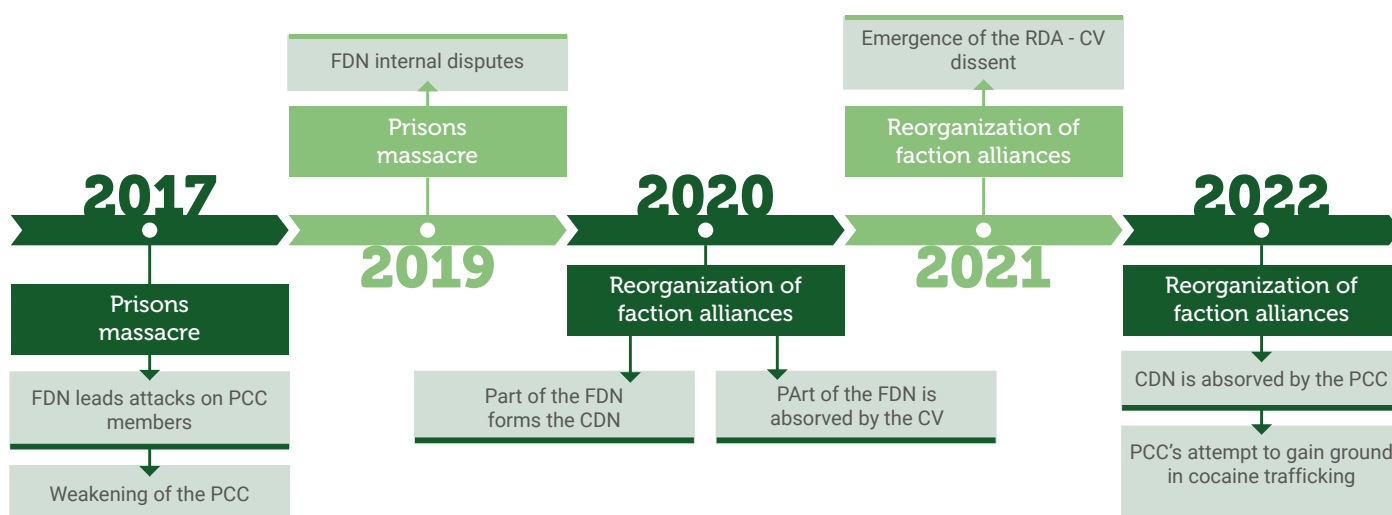 2017
Prisons
massacre
FDN leads attacks on PCC
members
Weakening of the PCC
FDN internal disputes
Prisons
massacre
2019
2020
Reorganization of
faction alliances
Part of the FDN
forms the CDN
PArt of the FDN is
absorved by the CV
Emergence of the RDA - CV
dissent
Reorganization of
faction alliances
2021
2022
Reorganization of
faction alliances
CDN is absorved by the PCC
PCC's attempt to gain ground
in cocaine trafficking